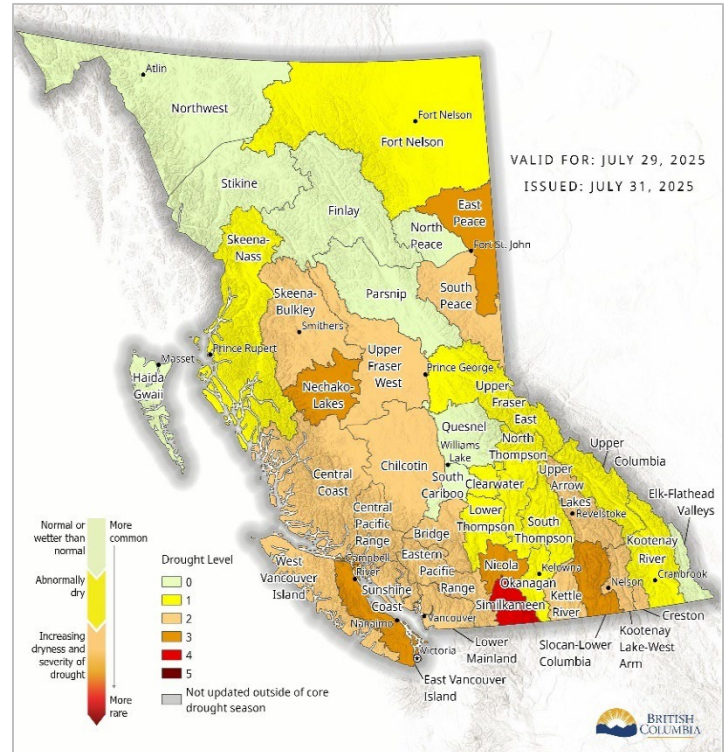 Atlin
Northwest
Fort Nelson
Fort Nelson
VALID FOR: JULY 29, 2025
ISSUED: JULY 31, 2025
Stikine
Finlay
East
Peace
North
Peace
Fort St. John
Skeena-
Nass
Parsnip
South
Peace
Skeena-
Bulkley
Smithers
Prince Rupert
Masset
Haida
Gwaii
Upper
Fraser
West
Prince George
Nechako-
Lakes
Upper
Fraser
East
Quesnel
Williams
Lake
North
Thompson
Upper
Columbia
Chilcotin
Central
Coast
South
Cariboo
Clearwater
Upper
Arrow
Lakes
Revelstoke
Elk-Flathead
Valleys
Central
Pacific
Range
Bridge
Lower
Thompson
South
Thompson
Kootenay
River
Cranbrook
West
Vancouver
Island
Campbell
River
Sunshine
Coast
Eastern
Pacific
Range
Nicola
Okanagan
Kelowna
Similkameen
Kettle
River
Nelson
Nanaimo
Vancouver
Creston
Kootenay
Lake-West
Arm
Slocan-Lower
Columbia
Lower
Mainland
Victoria
East Vancouver
Island
Normal or
wetter than
normal
More
common
Abnormally
dry
Increasing
dryness and
severity of
drought
More
rare
Drought Level
0
1
2
3
4
5
Not updated outside of core
drought season
BRITISH
COLUMBIA